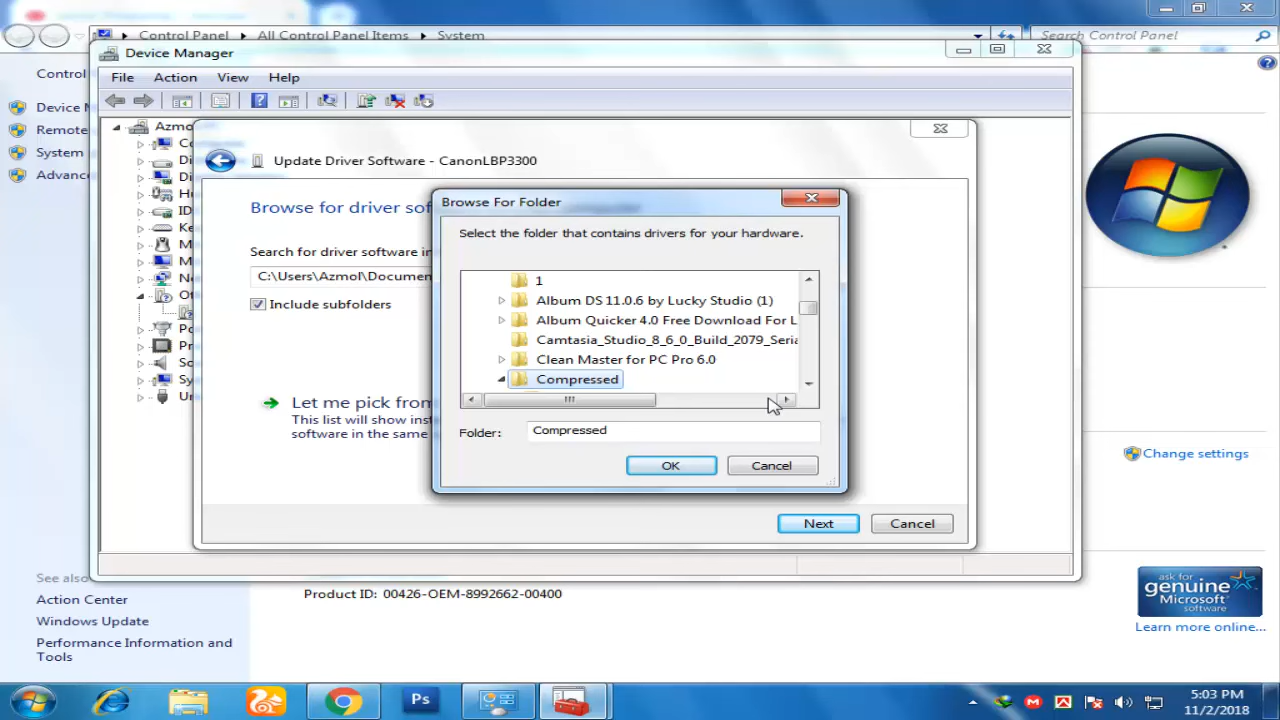 Control Panel
All Control Panel Items
System
Search Control Panel
Device Manager
File
Action
View
Help
Control
Device M
Remote
System
Advanc
Azmo
Update Driver Software - CanonLBP3300
Browse for driver sof
Search for driver software in
C:\Users\Azmol\Documen
Include subfolders
Let me pick from
This list will show inst
software in the same
Browse For Folder
Select the folder that contains drivers for your hardware.
1
Album DS 11.0.6 by Lucky Studio (1)
Album Quicker 4.0 Free Download For L
Camtasia_Studio_8_6_0_Build_2079_Seria
Clean Master for PC Pro 6.0
Compressed
Folder:
Compressed
OK
Cancel
Next
Cancel
Change settings
See also
Action Center
Windows Update
Performance Information and
Tools
Product ID: 00426-OEM-8992662-00400
ask for
genuine
Microsoft
software
Learn more online...
Ps
5:03 PM
11/2/2018